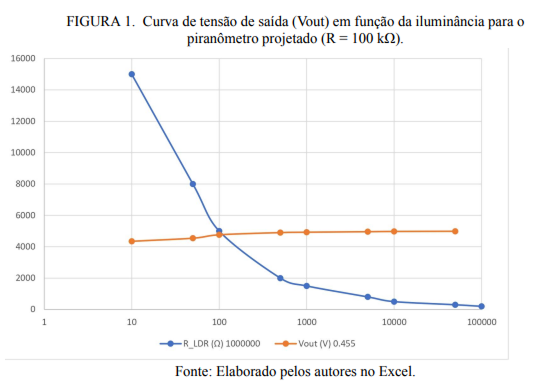 FIGURA 1. Curva de tensão de saída (Vout) em função da iluminância para o
piranômetro projetado (R = 100 kΩ).
16000
14000
12000
10000
8000
6000
4000
2000
0
1 10 100 1000 10000 100000
R_LDR (Ω) 1000000 Vout (V) 0.455
Fonte: Elaborado pelos autores no Excel.